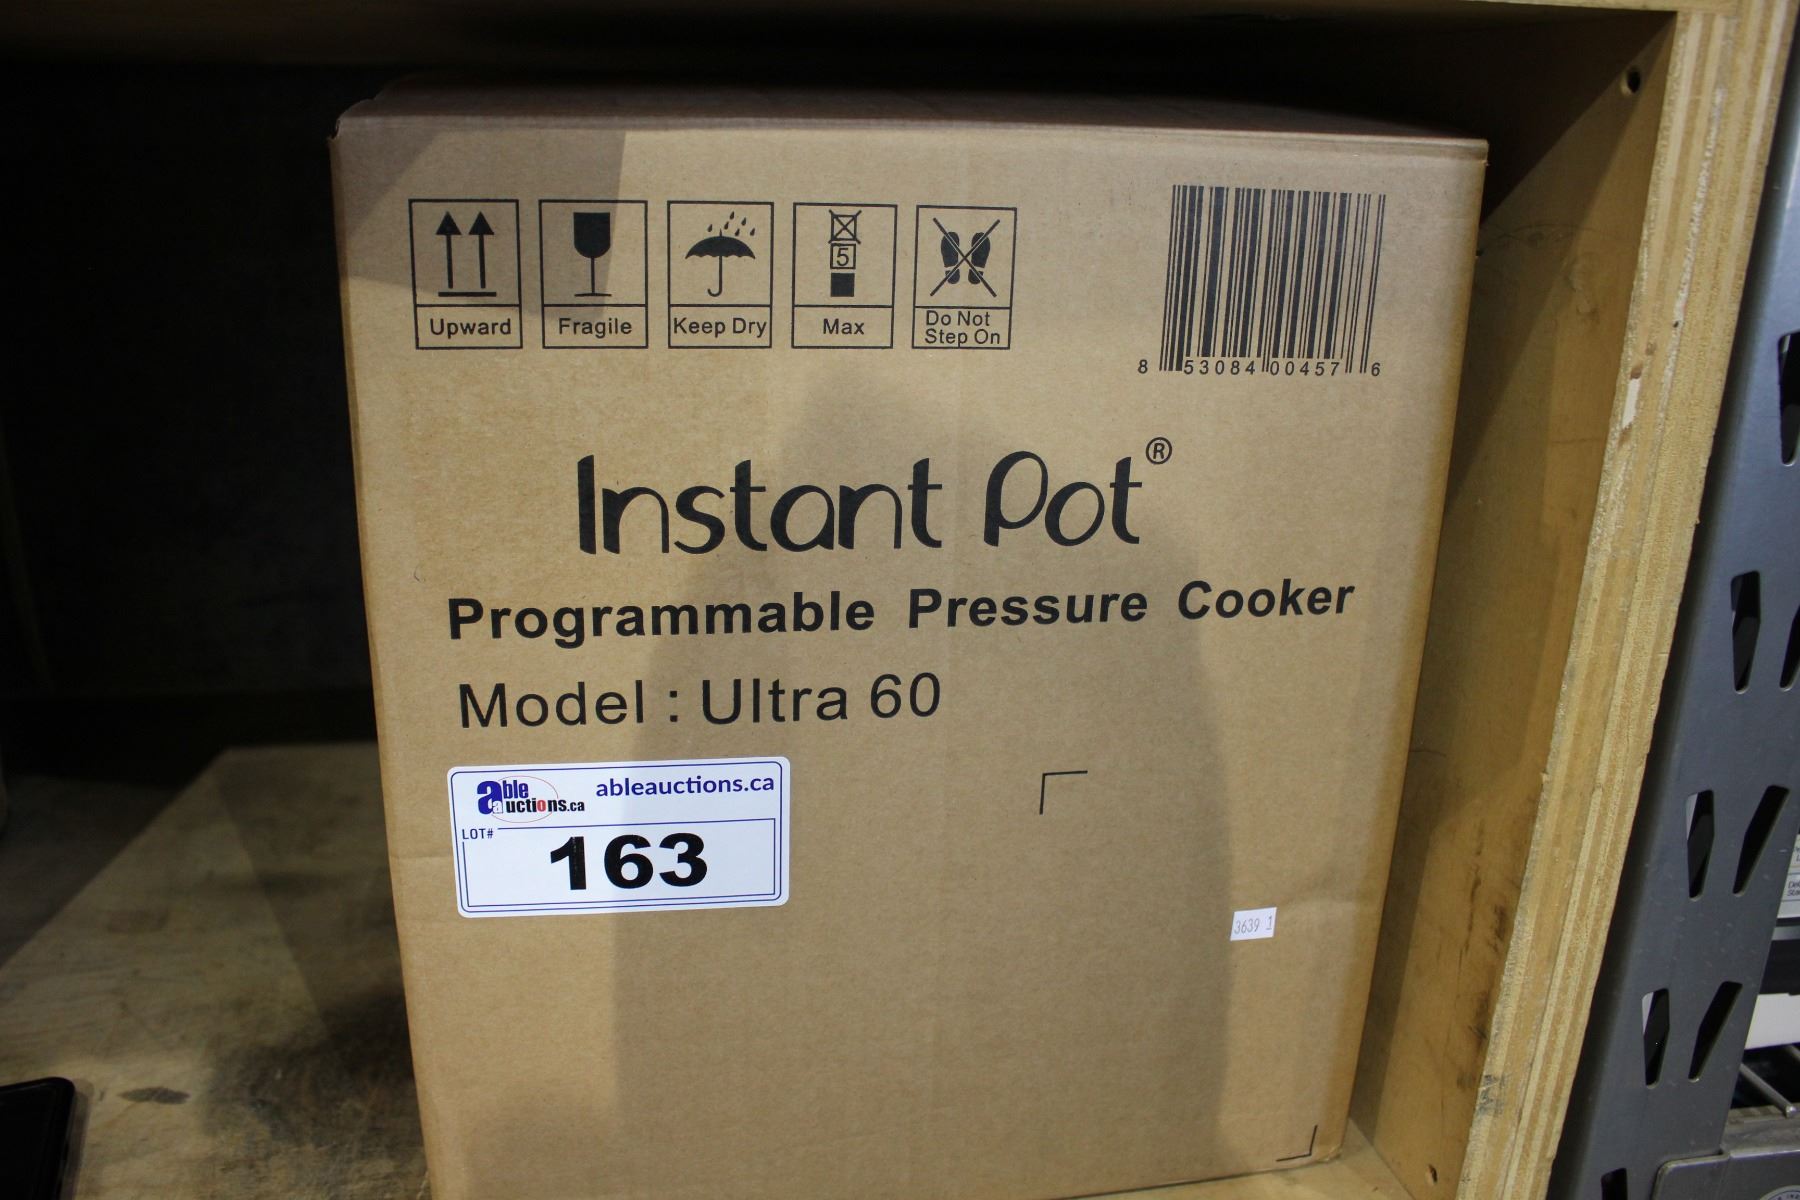 Upward Fragile Keep Dry 5 Max Do Not Step On
8 53084 00457 6
Instant Pot®
Programmable Pressure Cooker
Model : Ultra 60
able auctions.ca ableauctions.ca
LOT#
163
3639 1